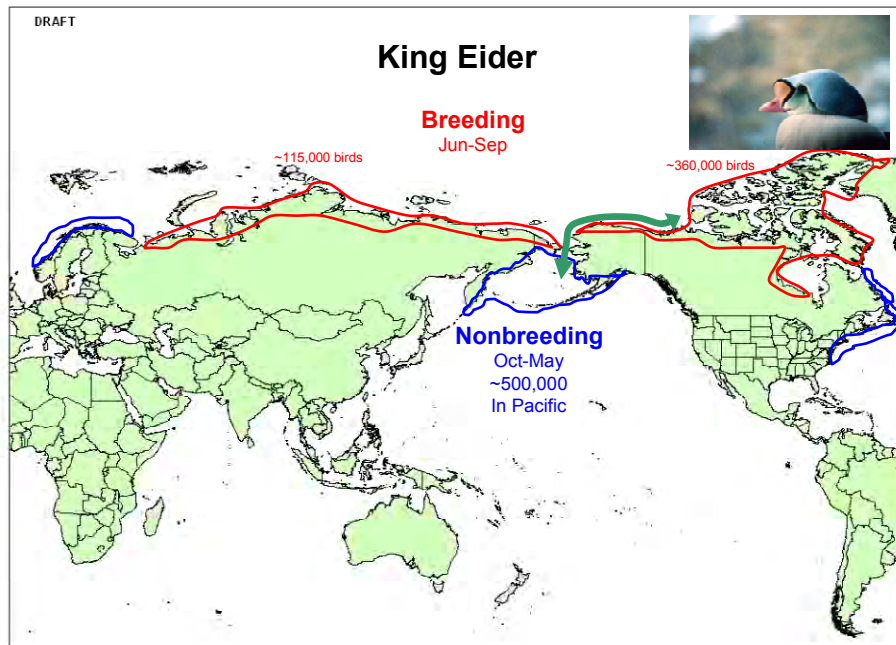 DRAFT
King Eider
Breeding
Jun-Sep
~115,000 birds
~360,000 birds
Nonbreeding
Oct-May
~500,000
In Pacific